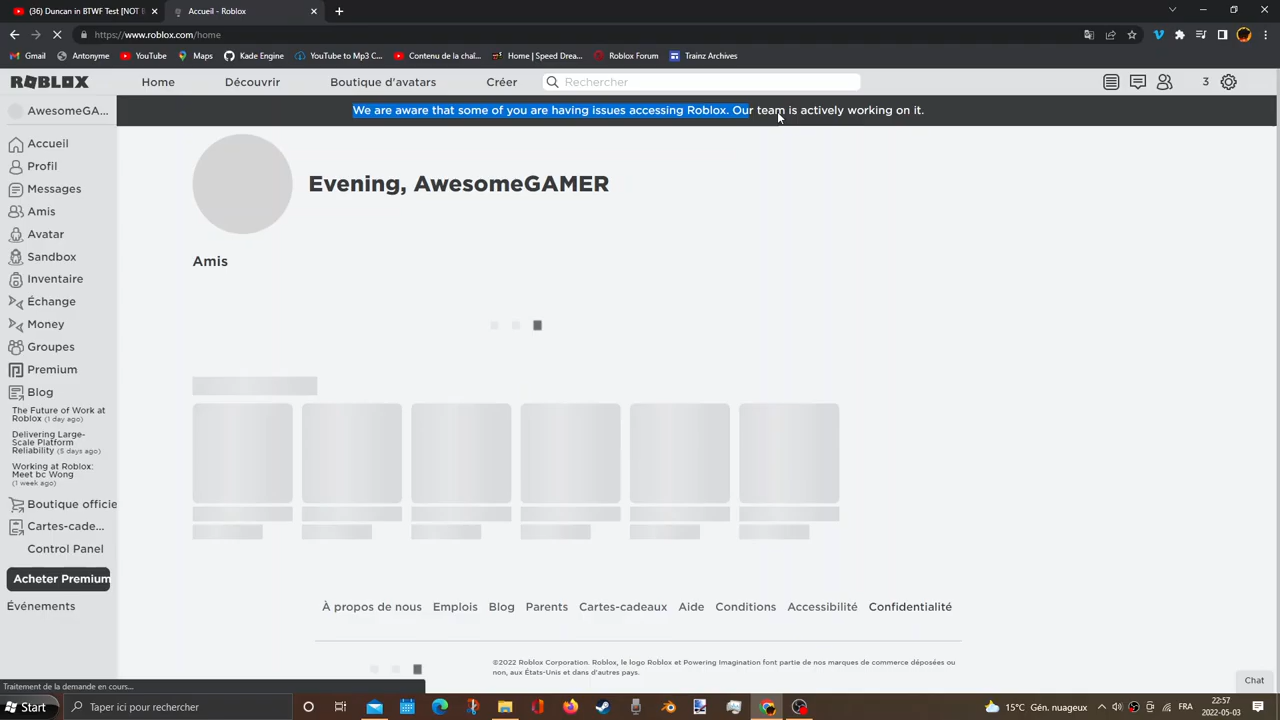 (36) Duncan in BTWF Test [NOT
Accueil - Roblox
https://www.roblox.com/home
Gmail
Antonyme
YouTube
Maps
Kade Engine
YouTube to Mp3 C...
Contenu de la chaî...
Home | Speed Drea...
Roblox Forum
Trainz Archives
ROBLOX
Home
Découvrir
Boutique d'avatars
Créer
Rechercher
3
AwesomeGA...
We are aware that some of you are having issues accessing Roblox. Our team is actively working on it.
Accueil
Profil
Messages
Amis
Avatar
Sandbox
Inventaire
Échange
Money
Groupes
Premium
Blog
The Future of Work at
Roblox (1 day ago)
Delivering Large-
Scale Platform
Reliability (5 days ago)
Working at Roblox:
Meet bc Wong
(1 week ago)
Boutique officie
Cartes-cade...
Control Panel
Acheter Premium
Événements
Evening, AwesomeGAMER
Amis
À propos de nous
Emplois
Blog
Parents
Cartes-cadeaux
Aide
Conditions
Accessibilité
Confidentialité
©2022 Roblox Corporation. Roblox, le logo Roblox et Powering Imagination font partie de nos marques de commerce déposées ou
non, aux États-Unis et dans d'autres pays.
Chat
Traitement de la demande en cours...
Start
Taper ici pour rechercher
15°C Gén. nuageux
22:57
2022-05-03